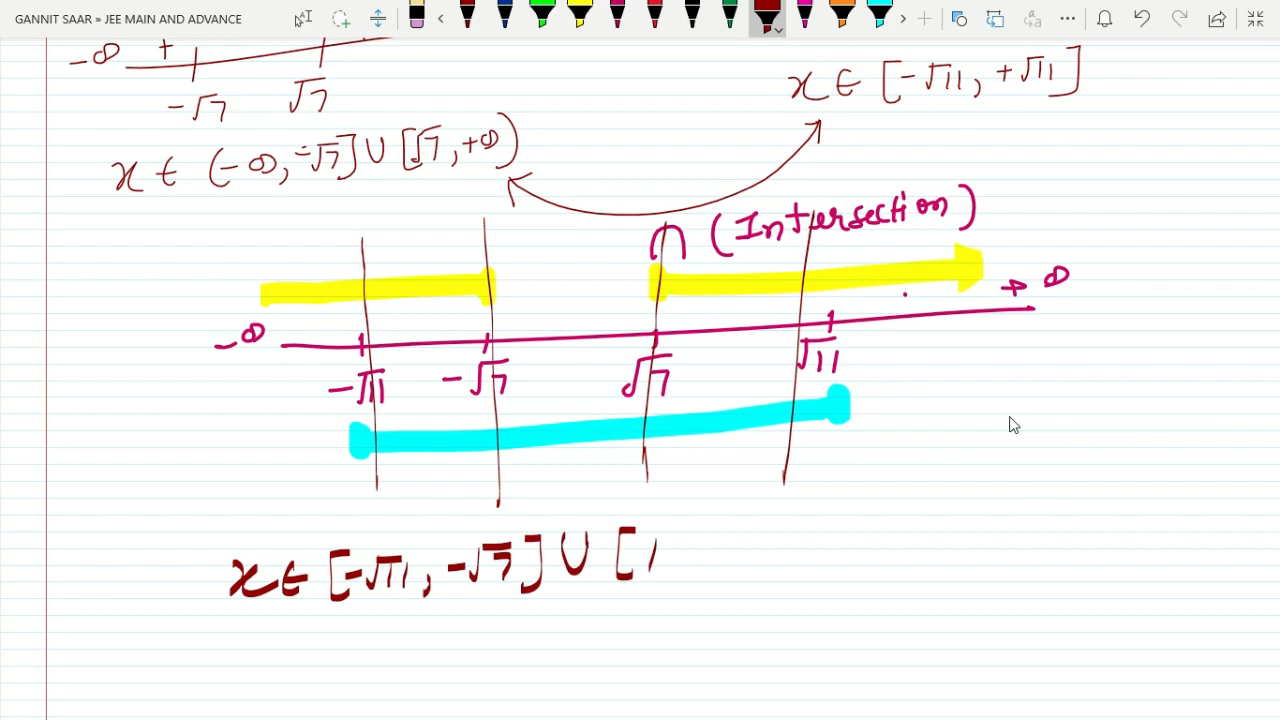 GANNIT SAAR » JEE MAIN AND ADVANCE
-∞ +
-√7 √7
x ∈ [-√11, +√11]
x ∈ (-∞, -√7] ∪ [√7, +∞)
∩ (Intersection)
-∞ → ∞
-√11 -√7 √7 √11
x ∈ [-√11, -√7] ∪ [